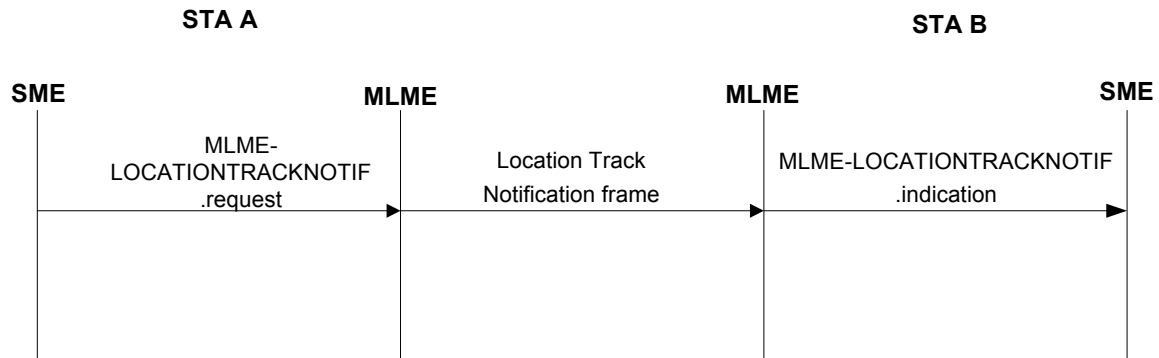 STA A
STA B
SME
MLME
MLME
SME
MLME-
LOCATIONTRACKNOTIF
.request
Location Track
Notification frame
MLME-LOCATIONTRACKNOTIF
.indication